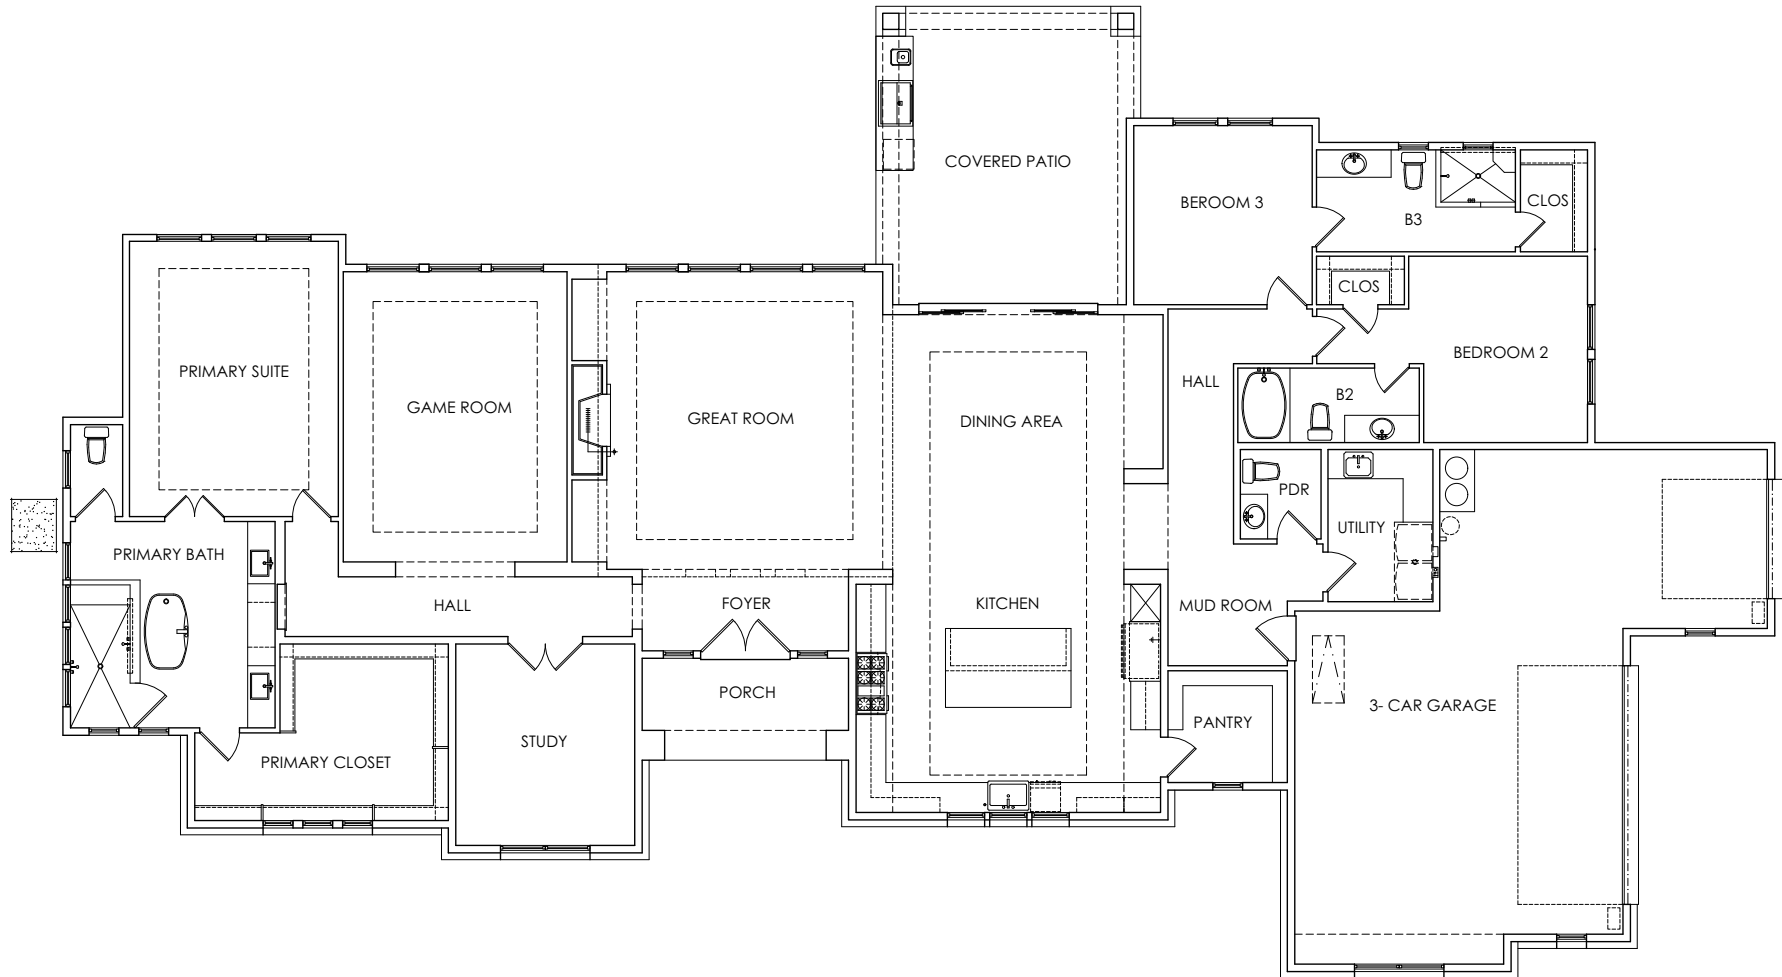 COVERED PATIO
BEROOM 3
B3
CLOS
CLOS
BEDROOM 2
PRIMARY SUITE
GAME ROOM
GREAT ROOM
DINING AREA
HALL
B2
PDR
UTILITY
PRIMARY BATH
HALL
FOYER
KITCHEN
MUD ROOM
PORCH
PANTRY
3- CAR GARAGE
STUDY
PRIMARY CLOSET